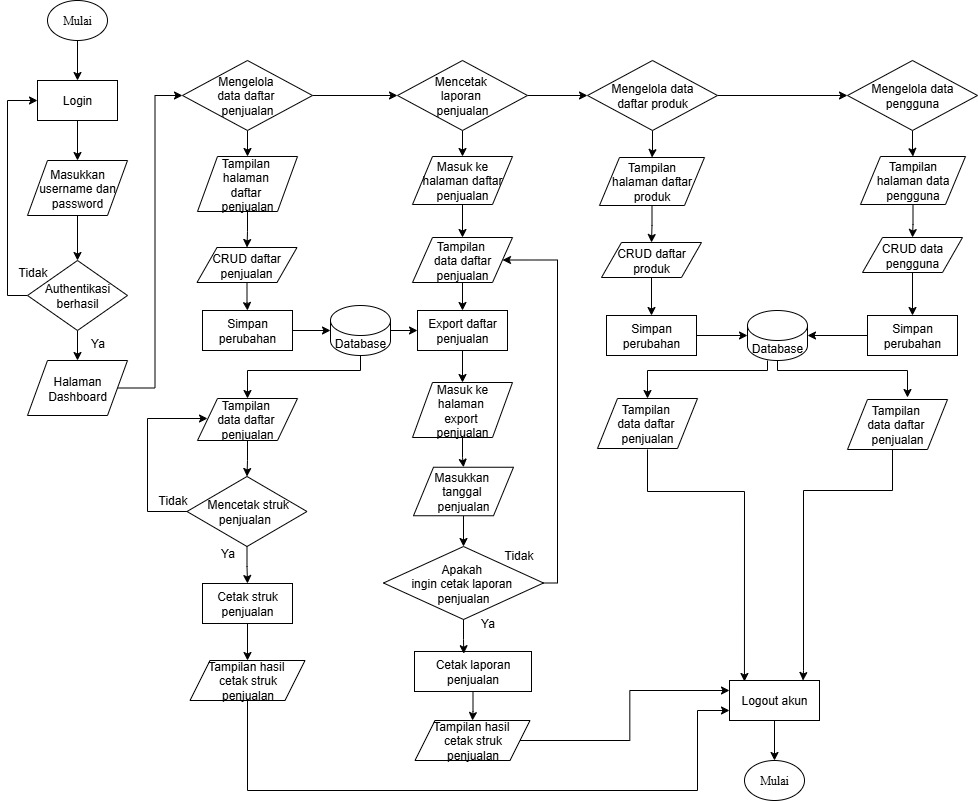 Mulai
Login
Masukkan
username dan
password
Tidak
Authentikasi
berhasil
Ya
Halaman
Dashboard
Mengelola
data daftar
penjualan
Tampilan
halaman
daftar
penjualan
CRUD daftar
penjualan
Simpan
perubahan
Database
Tampilan
data daftar
penjualan
Tidak
Mencetak struk
penjualan
Ya
Cetak struk
penjualan
Tampilan hasil
cetak struk
penjualan
Mencetak
laporan
penjualan
Masuk ke
halaman daftar
penjualan
Tampilan
data daftar
penjualan
Export daftar
penjualan
Masuk ke
halaman
export
penjualan
Masukkan
tanggal
penjualan
Tidak
Apakah
ingin cetak laporan
penjualan
Ya
Cetak laporan
penjualan
Tampilan hasil
cetak struk
penjualan
Mengelola data
daftar produk
Tampilan
halaman daftar
produk
CRUD daftar
produk
Simpan
perubahan
Database
Tampilan
data daftar
penjualan
Mengelola data
pengguna
Tampilan
halaman data
pengguna
CRUD data
pengguna
Simpan
perubahan
Tampilan
data daftar
penjualan
Logout akun
Mulai